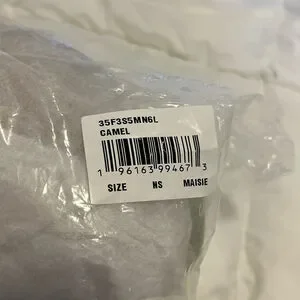 35F3S5MN6L
CAMEL
1 96163 99467 3
SIZE NS MAISIE